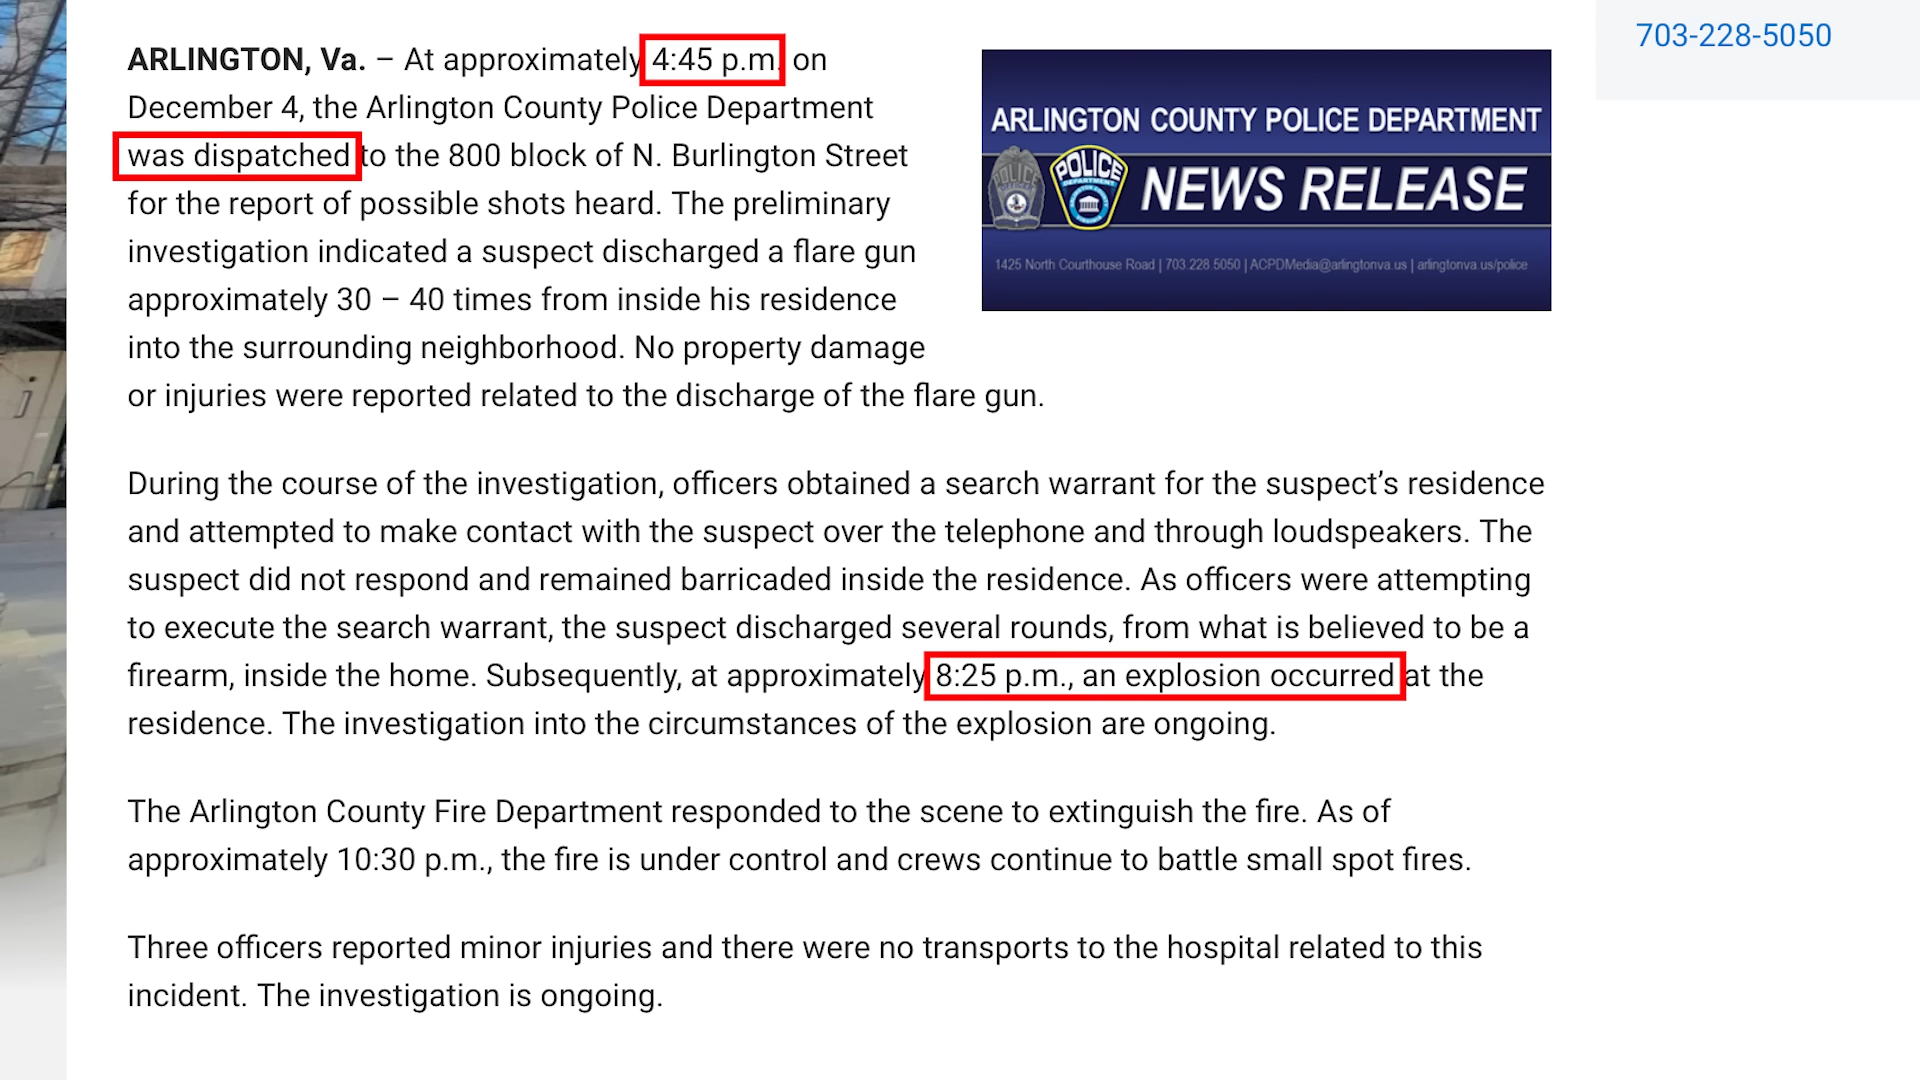 703-228-5050
ARLINGTON, Va. – At approximately 4:45 p.m. on
December 4, the Arlington County Police Department
was dispatched to the 800 block of N. Burlington Street
for the report of possible shots heard. The preliminary
investigation indicated a suspect discharged a flare gun
approximately 30 – 40 times from inside his residence
into the surrounding neighborhood. No property damage
or injuries were reported related to the discharge of the flare gun.
ARLINGTON COUNTY POLICE DEPARTMENT
POLICE
POLICE
NEWS RELEASE
1425 North Courthouse Road | 703.228.5050 | ACPDMedia@arlingtonva.us | arlingtonva.us/police
During the course of the investigation, officers obtained a search warrant for the suspect’s residence
and attempted to make contact with the suspect over the telephone and through loudspeakers. The
suspect did not respond and remained barricaded inside the residence. As officers were attempting
to execute the search warrant, the suspect discharged several rounds, from what is believed to be a
firearm, inside the home. Subsequently, at approximately 8:25 p.m., an explosion occurred at the
residence. The investigation into the circumstances of the explosion are ongoing.
The Arlington County Fire Department responded to the scene to extinguish the fire. As of
approximately 10:30 p.m., the fire is under control and crews continue to battle small spot fires.
Three officers reported minor injuries and there were no transports to the hospital related to this
incident. The investigation is ongoing.